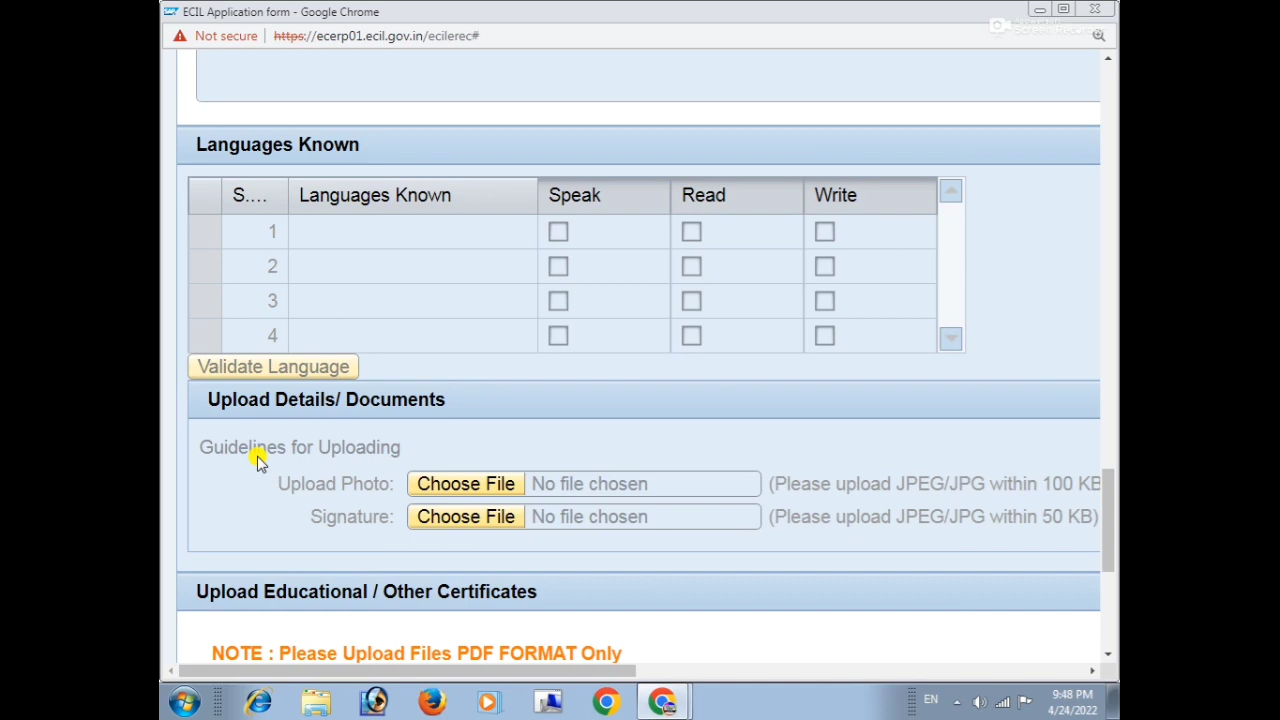 ECIL Application form - Google Chrome
Not secure | https://ecerp01.ecil.gov.in/ecilerec#
Screen Recorder
Languages Known
S.... Languages Known Speak Read Write
1
2
3
4
Validate Language
Upload Details/ Documents
Guidelines for Uploading
Upload Photo: Choose File No file chosen (Please upload JPEG/JPG within 100 KB
Signature: Choose File No file chosen (Please upload JPEG/JPG within 50 KB)
Upload Educational / Other Certificates
NOTE : Please Upload Files PDF FORMAT Only
EN 9:48 PM
4/24/2022